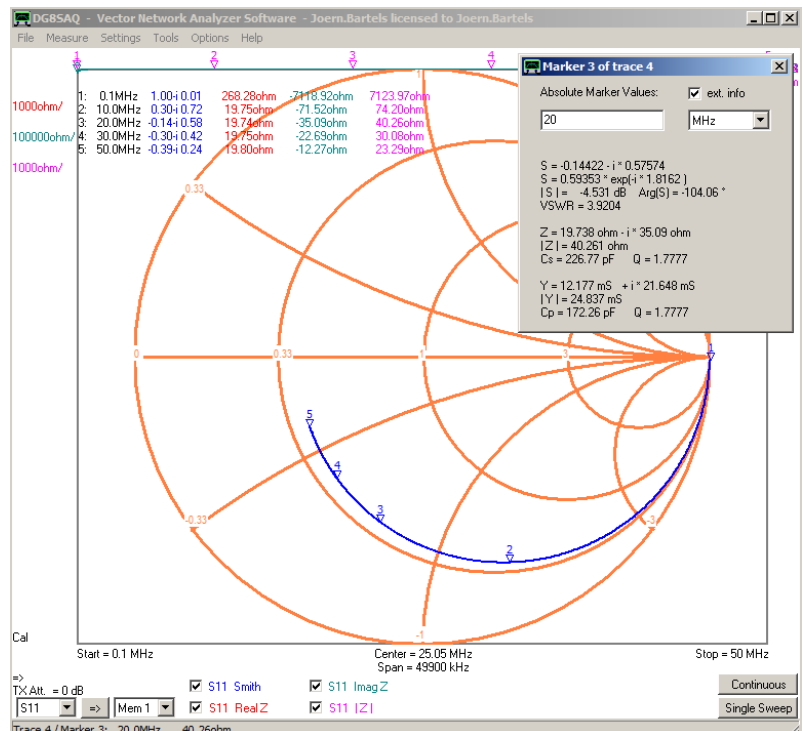 DG8SAQ - Vector Network Analyzer Software - Joern.Bartels licensed to Joern.Bartels
File Measure Settings Tools Options Help
1 2 3 4 5
Marker 3 of trace 4
Absolute Marker Values: ext. info
20 MHz
S = -0.14422 - i * 0.57574
S = 0.59353 * exp(-i * 1.8162 )
| S | = -4.531 dB Arg(S) = -104.06 °
VSWR = 3.9204
Z = 19.738 ohm - i * 35.09 ohm
| Z | = 40.261 ohm
Cs = 226.77 pF Q = 1.7777
Y = 12.177 mS + i * 21.648 mS
| Y | = 24.837 mS
Cp = 172.26 pF Q = 1.7777
1000ohm/
100000ohm/
1000ohm/
1: 0.1MHz 1.00-i 0.01 268.28ohm -7118.92ohm 7123.97ohm
2: 10.0MHz 0.30-i 0.72 19.75ohm -71.52ohm 74.20ohm
3: 20.0MHz -0.14-i 0.58 19.74ohm -35.09ohm 40.26ohm
4: 30.0MHz -0.30-i 0.42 19.75ohm -22.69ohm 30.08ohm
5: 50.0MHz -0.39-i 0.24 19.80ohm -12.27ohm 23.29ohm
1
0.33
0 0.33 1 3 1
5
4
3
2
-0.33 -3
-1
Cal
Start = 0.1 MHz Center = 25.05 MHz Stop = 50 MHz
Span = 49900 kHz
=>
TX Att. = 0 dB
S11 Smith S11 Imag Z Continuous
S11 => Mem 1 S11 Real Z S11 |Z| Single Sweep
Trace 4 / Marker 3: 20.0MHz 40.26ohm